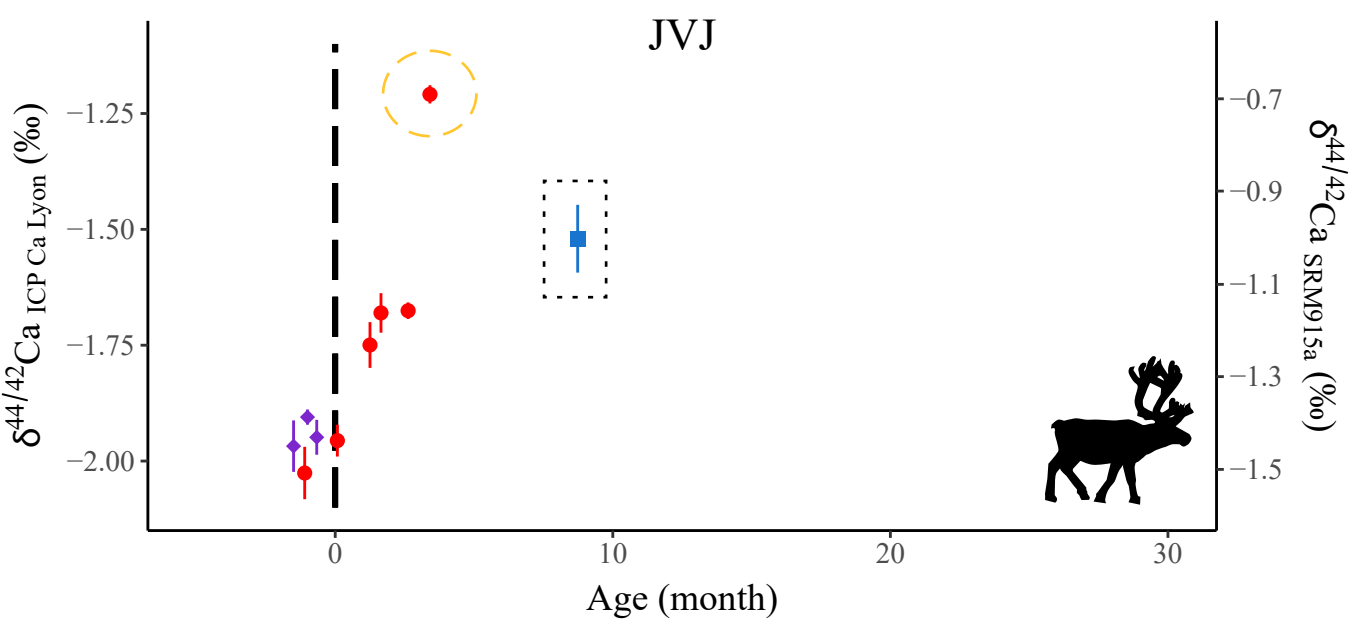 JVJ
δ44/42Ca ICP Ca Lyon (‰)
−1.25
−1.50
−1.75
−2.00
−0.7
−0.9
−1.1
−1.3
−1.5
δ44/42Ca SRM915a (‰)
0 10 20 30
Age (month)